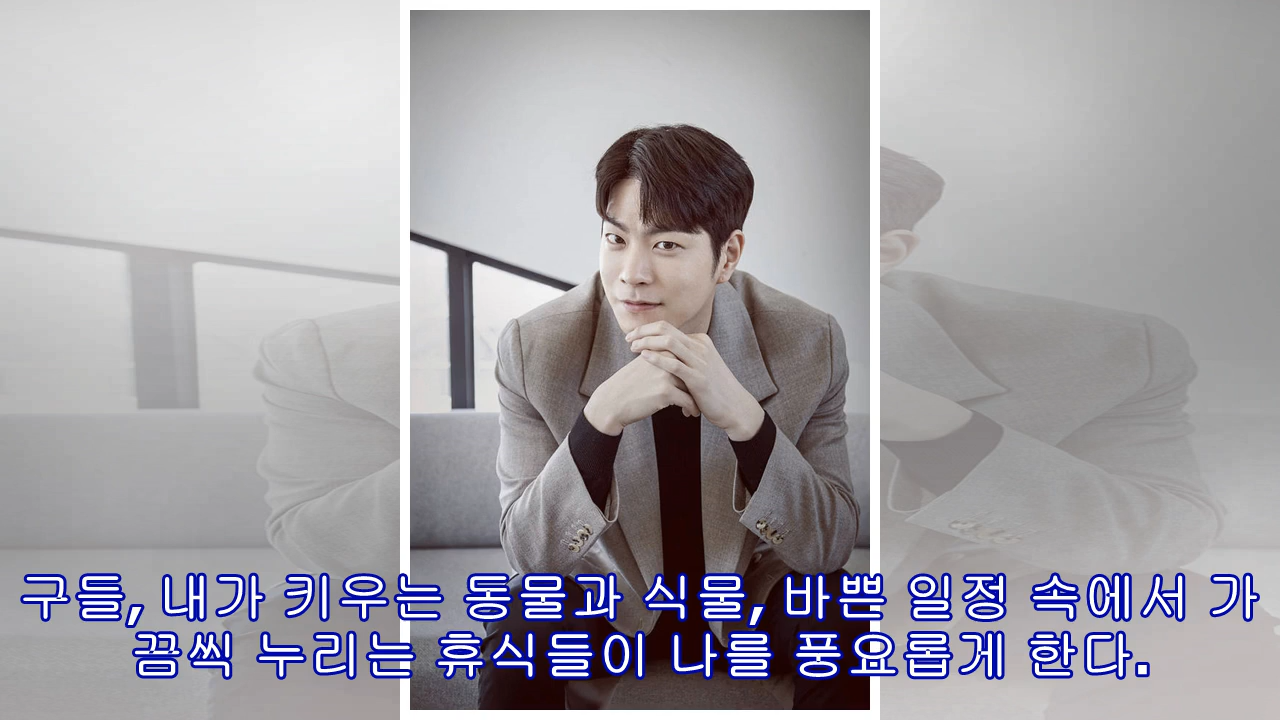 구들, 내가 키우는 동물과 식물, 바쁜 일정 속에서 가
끔씩 누리는 휴식들이 나를 풍요롭게 한다.